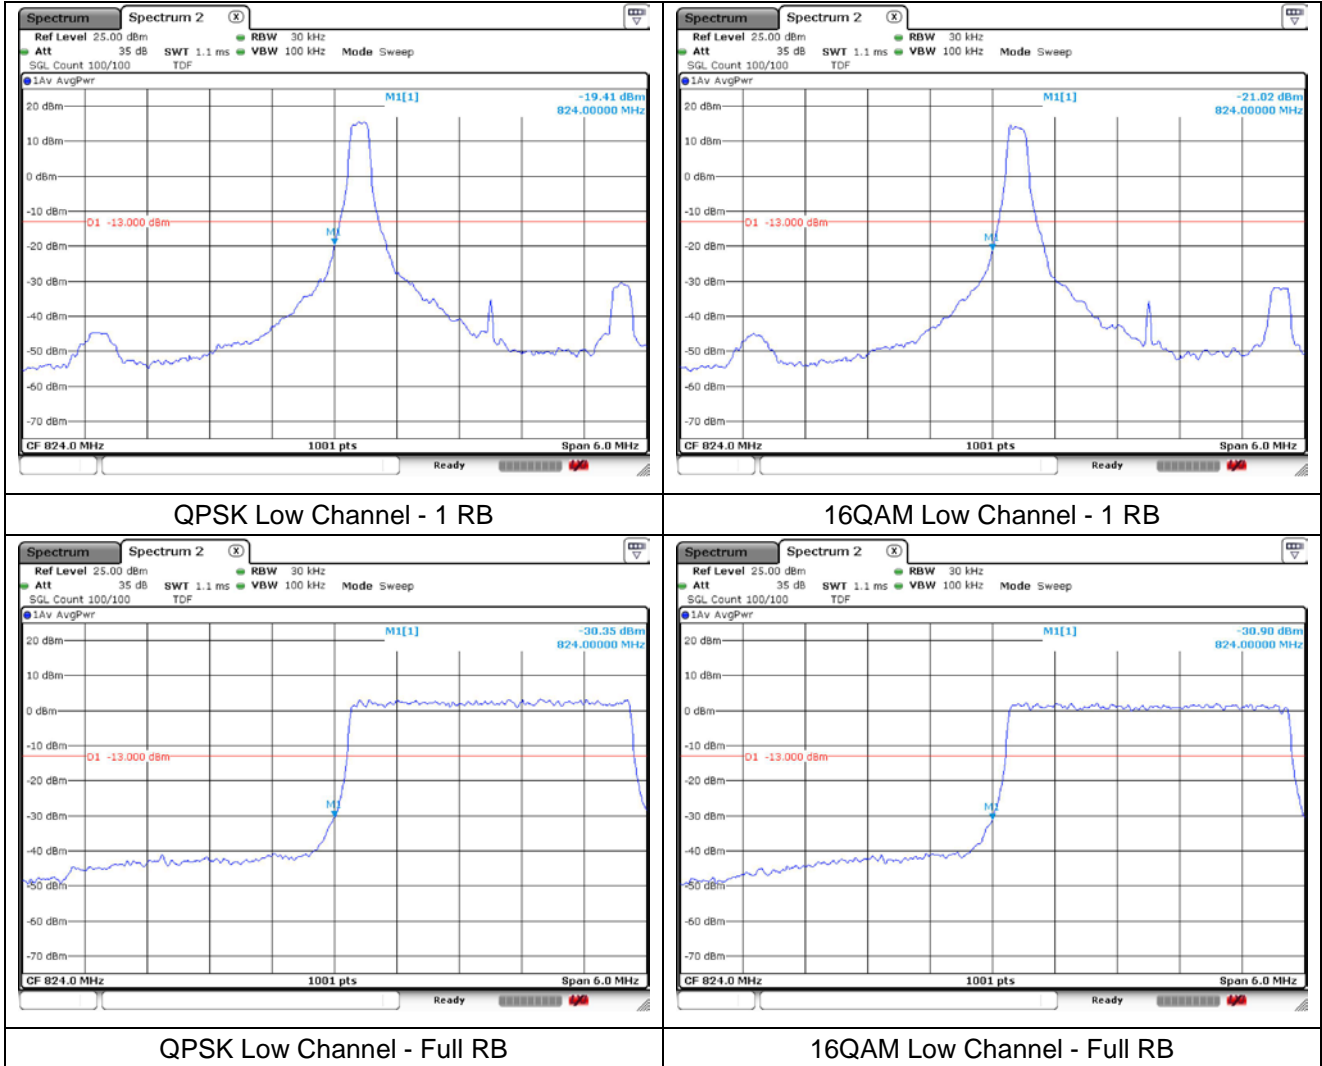 Spectrum Spectrum 2 X
Ref Level 25.00 dBm RBW 30 kHz
Att 35 dB SWT 1.1 ms VBW 100 kHz Mode Sweep
SGL Count 100/100 TDF
1Av AvgPwr
M1[1] -19.41 dBm
824.00000 MHz
20 dBm
10 dBm
0 dBm
-10 dBm
D1 -13.000 dBm
M1
-20 dBm
-30 dBm
-40 dBm
-50 dBm
-60 dBm
-70 dBm
CF 824.0 MHz 1001 pts Span 6.0 MHz
Ready
QPSK Low Channel - 1 RB
Spectrum Spectrum 2 X
Ref Level 25.00 dBm RBW 30 kHz
Att 35 dB SWT 1.1 ms VBW 100 kHz Mode Sweep
SGL Count 100/100 TDF
1Av AvgPwr
M1[1] -21.02 dBm
824.00000 MHz
20 dBm
10 dBm
0 dBm
-10 dBm
D1 -13.000 dBm
M1
-20 dBm
-30 dBm
-40 dBm
-50 dBm
-60 dBm
-70 dBm
CF 824.0 MHz 1001 pts Span 6.0 MHz
Ready
16QAM Low Channel - 1 RB
Spectrum Spectrum 2 X
Ref Level 25.00 dBm RBW 30 kHz
Att 35 dB SWT 1.1 ms VBW 100 kHz Mode Sweep
SGL Count 100/100 TDF
1Av AvgPwr
M1[1] -30.35 dBm
824.00000 MHz
20 dBm
10 dBm
0 dBm
-10 dBm
D1 -13.000 dBm
-20 dBm
M1
-30 dBm
-40 dBm
-50 dBm
-60 dBm
-70 dBm
CF 824.0 MHz 1001 pts Span 6.0 MHz
Ready
QPSK Low Channel - Full RB
Spectrum Spectrum 2 X
Ref Level 25.00 dBm RBW 30 kHz
Att 35 dB SWT 1.1 ms VBW 100 kHz Mode Sweep
SGL Count 100/100 TDF
1Av AvgPwr
M1[1] -30.90 dBm
824.00000 MHz
20 dBm
10 dBm
0 dBm
-10 dBm
D1 -13.000 dBm
-20 dBm
M1
-30 dBm
-40 dBm
-50 dBm
-60 dBm
-70 dBm
CF 824.0 MHz 1001 pts Span 6.0 MHz
Ready
16QAM Low Channel - Full RB